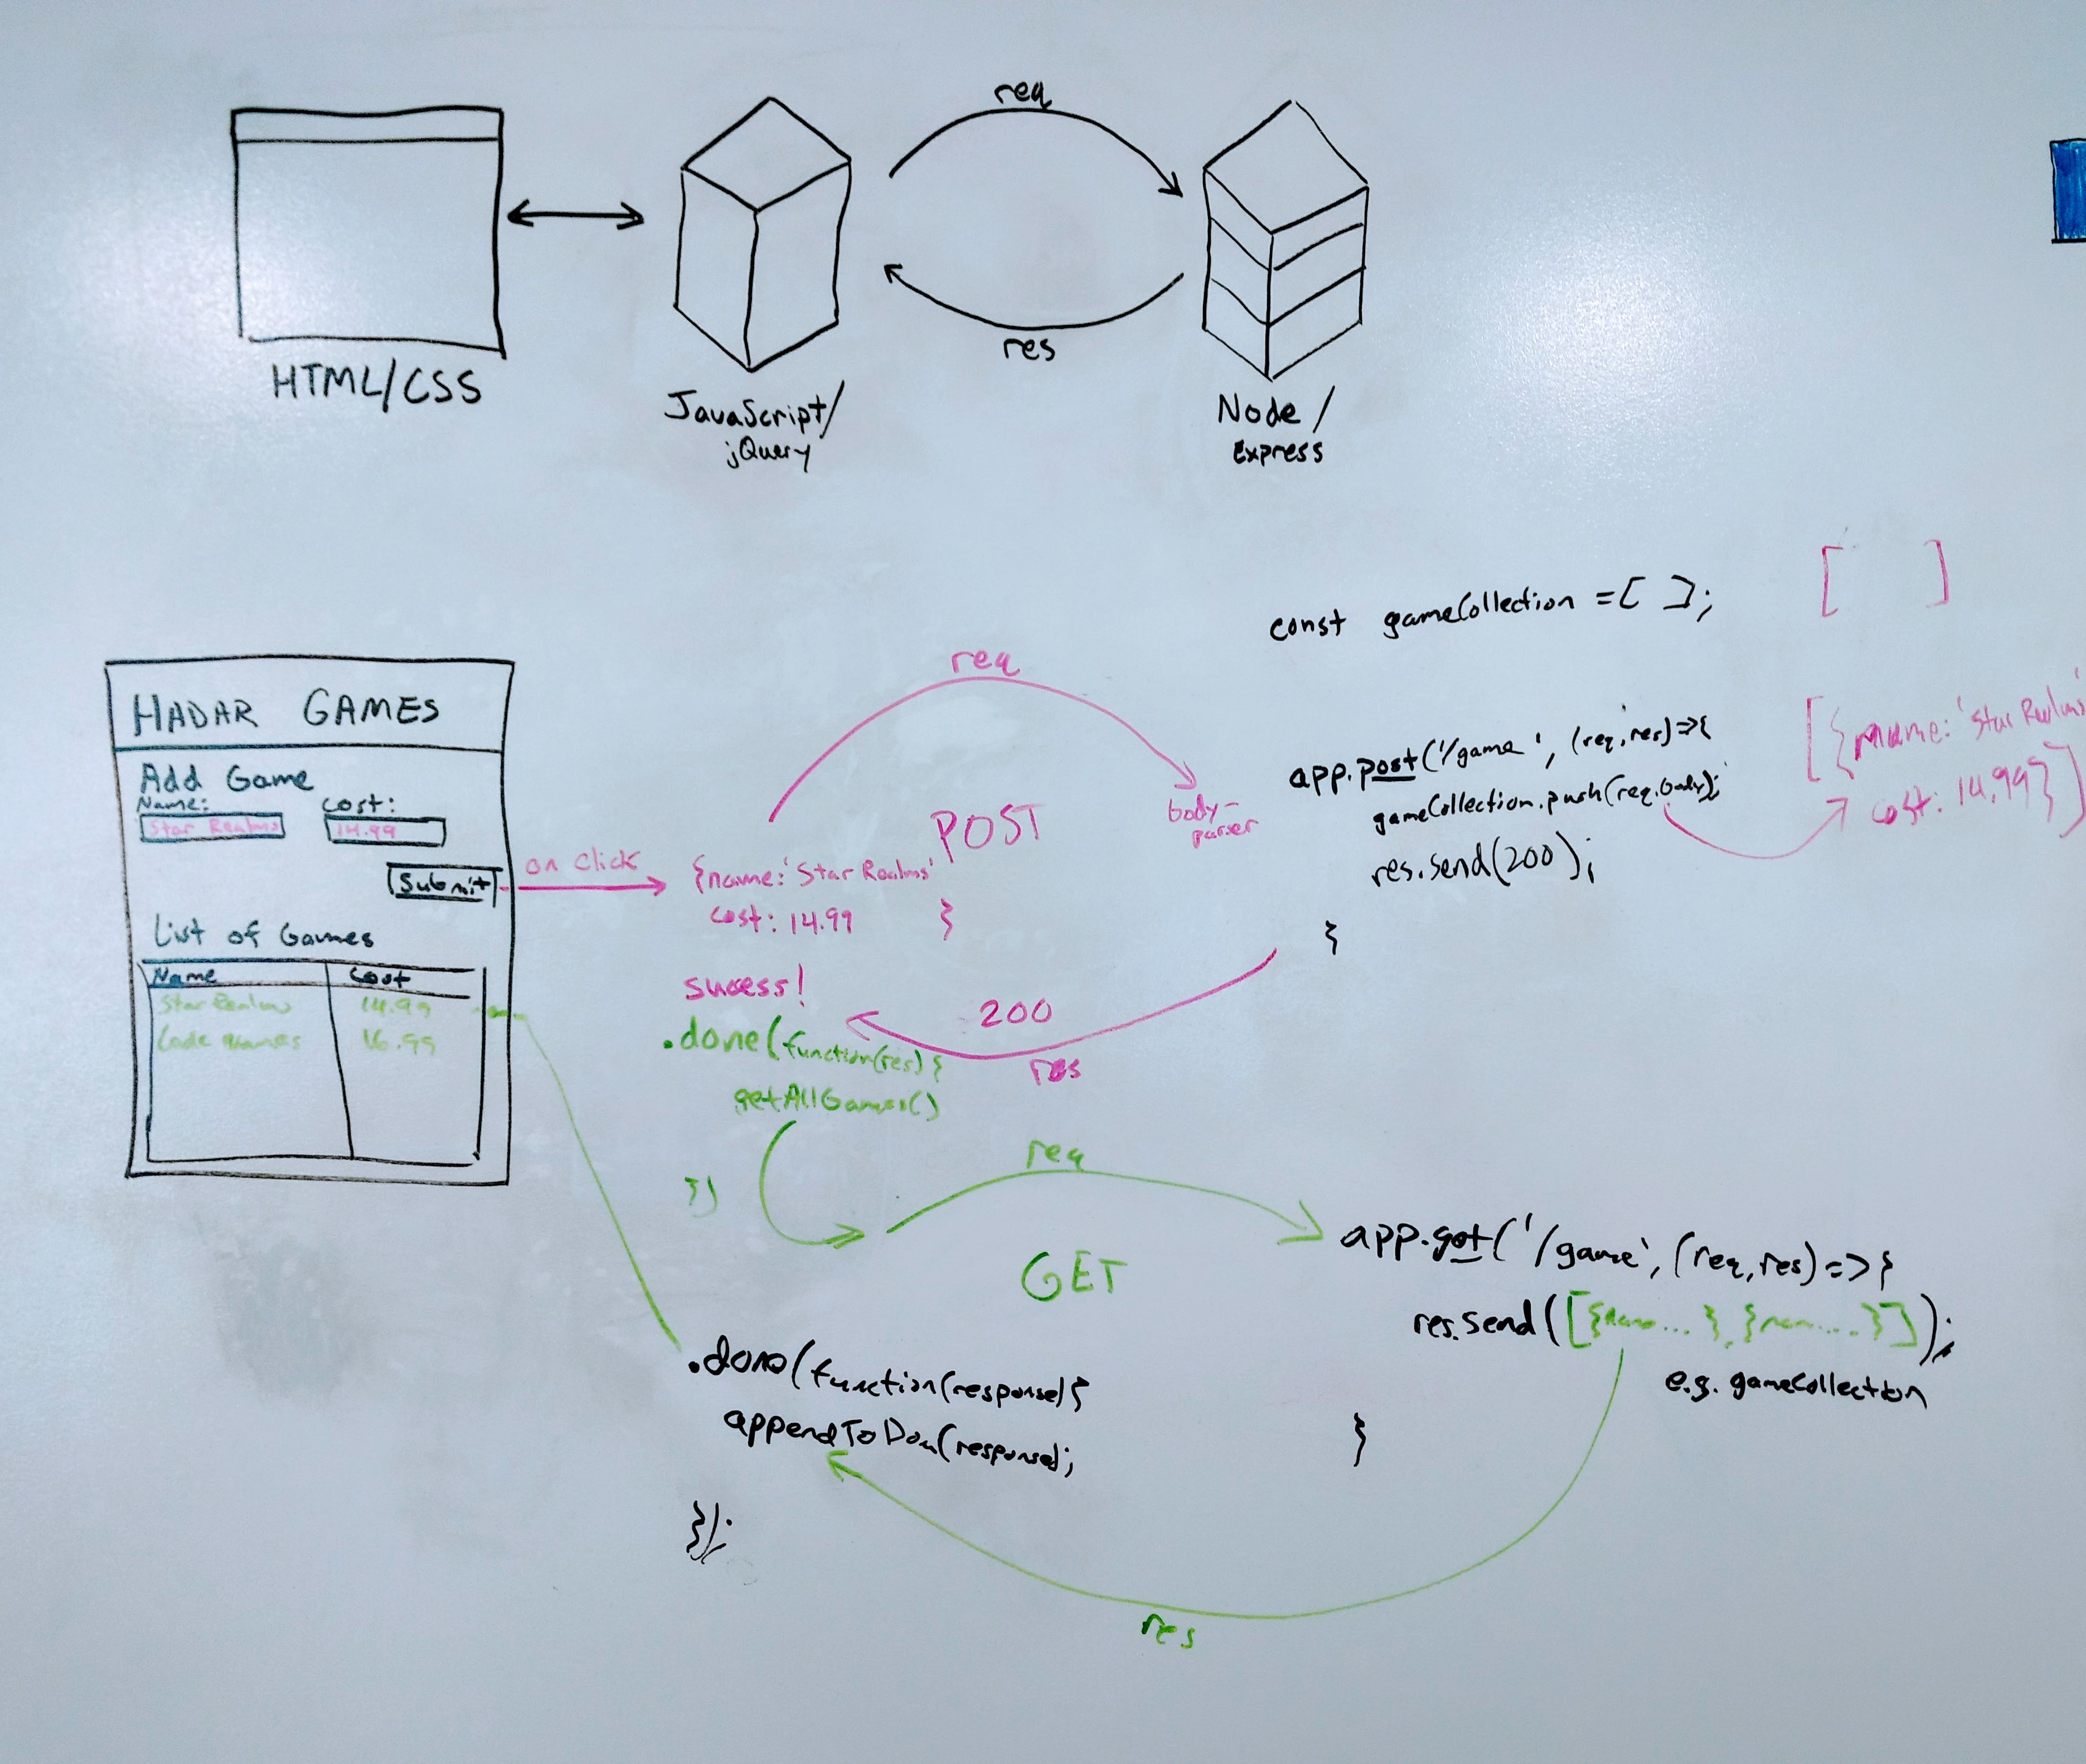 req
res
HTML/CSS
JavaScript/
jQuery
Node/
Express
const gameCollection = [ ];
[ ]
HADAR GAMES
Add Game
Name:
Cost:
Star Realms
14.99
Submit
on click
List of Games
Name
Cost
Star Realms
14.99
Code Names
16.99
req
POST
body-
parser
{name: 'Star Realms'
cost: 14.99 }
app.post('/game', (req, res) => {
gameCollection.push(req.body);
res.send(200);
}
[{name: 'Star Realms'
cost: 14.99}]
sucess!
200
res
.done(function(res) {
getAllGames()
})
req
GET
app.get('/game', (req, res) => {
res.send([{name...}, {nam....}]);
e.g. gameCollection
}
.done(function(response) {
appendToDom(response);
});
res